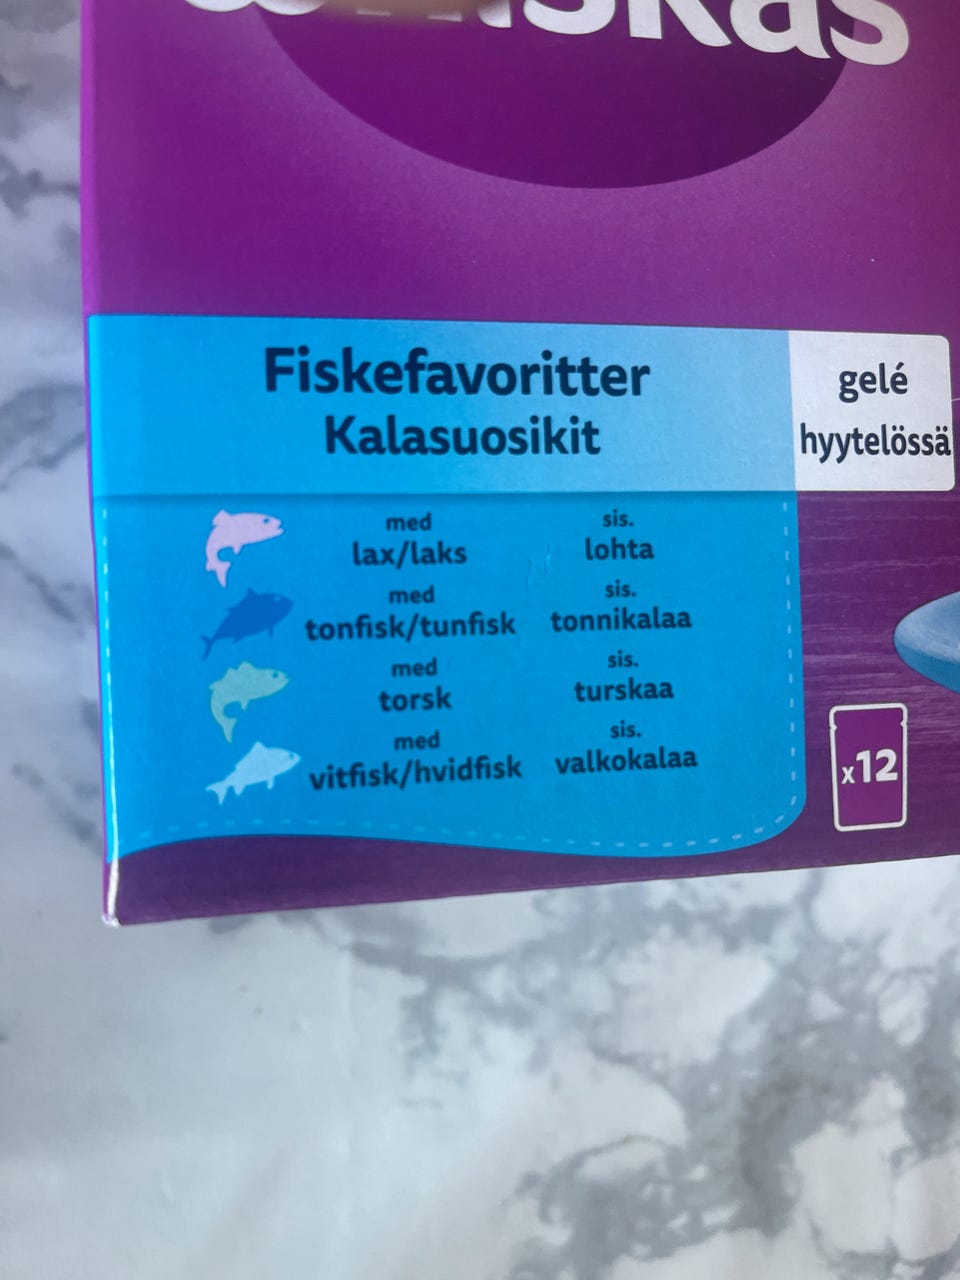 Fiskefavoritter
Kalasuosikit
gelé
hyytelössä
med
lax/laks
sis.
lohta
med
tonfisk/tunfisk
sis.
tonnikalaa
med
torsk
sis.
turskaa
med
vitfisk/hvidfisk
sis.
valkokalaa
x12